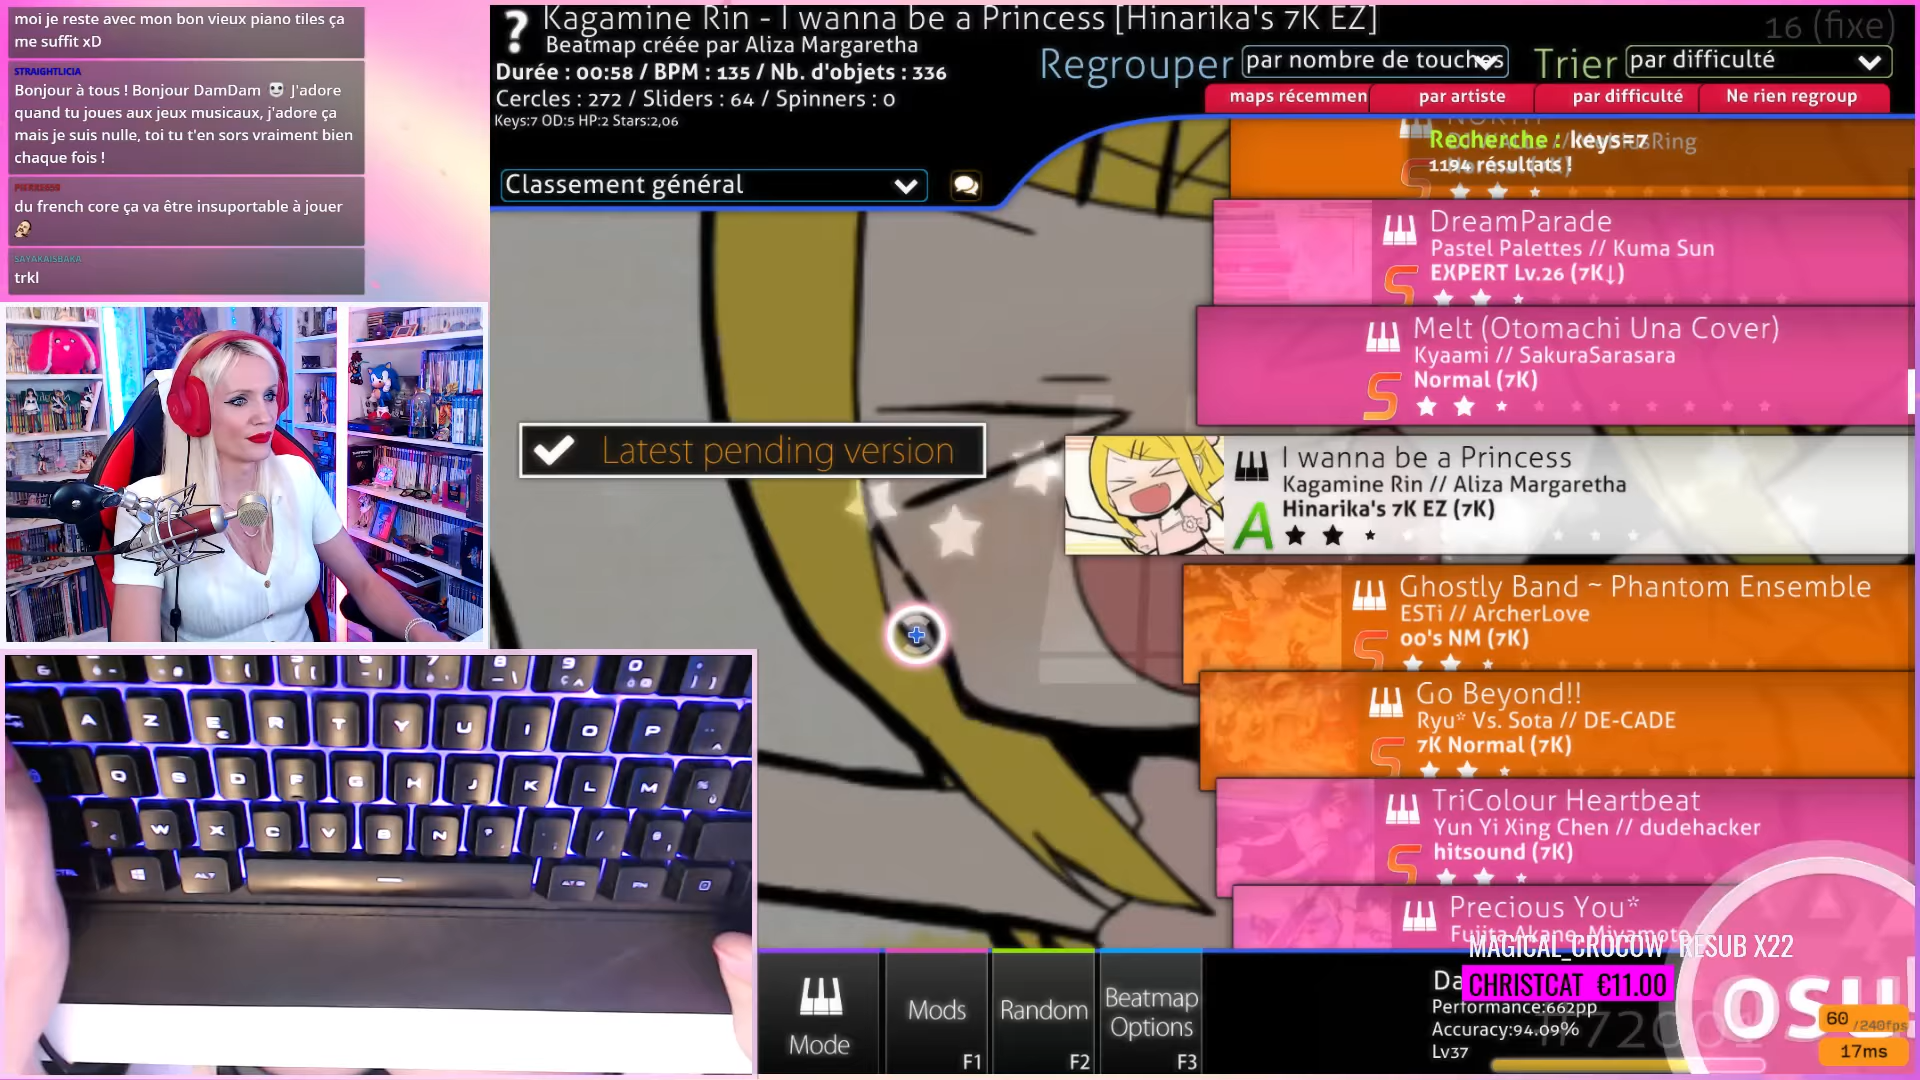 moi je reste avec mon bon vieux piano tiles ça
me suffit xD
STRAIGHTLICIA
Bonjour à tous ! Bonjour DamDam J'adore
quand tu joues aux jeux musicaux, j'adore ça
mais je suis nulle, toi tu t'en sors vraiment bien
chaque fois !
PIERRE659
du french core ça va être insuportable à jouer
SAYAKAISBAKA
trkl
Kagamine Rin - I wanna be a Princess [Hinarika's 7K EZ]
Beatmap créée par Aliza Margaretha
Durée : 00:58 / BPM : 135 / Nb. d'objets : 336
Cercles : 272 / Sliders : 64 / Spinners : 0
Keys:7 OD:5 HP:2 Stars:2,06
16 (fixe)
Regrouper
par nombre de touches
Trier
par difficulté
maps récemmen
par artiste
par difficulté
Ne rien regroup
Classement général
Recherche : keys=7
1194 résultats !
Latest pending version
DreamParade
Pastel Palettes // Kuma Sun
EXPERT Lv.26 (7K↓)
S
Melt (Otomachi Una Cover)
Kyaami // SakuraSarasara
Normal (7K)
S
I wanna be a Princess
Kagamine Rin // Aliza Margaretha
Hinarika's 7K EZ (7K)
A
Ghostly Band ~ Phantom Ensemble
ESTi // ArcherLove
oo's NM (7K)
S
Go Beyond!!
Ryu* Vs. Sota // DE-CADE
7K Normal (7K)
S
TriColour Heartbeat
Yun Yi Xing Chen // dudehacker
hitsound (7K)
S
Precious You*
Fujita Akane, Miyamoto
MAGICAL_CROCOW RESUB X22
CHRISTCAT €11.00
Da
Performance:662pp
Accuracy:94.09%
Lv37
osu
60 /240fps
17ms
Mode
Mods
F1
Random
F2
Beatmap
Options
F3
A Z E R T Y U I O P
Q S D F G H J K L M
W X C V B N
ALT